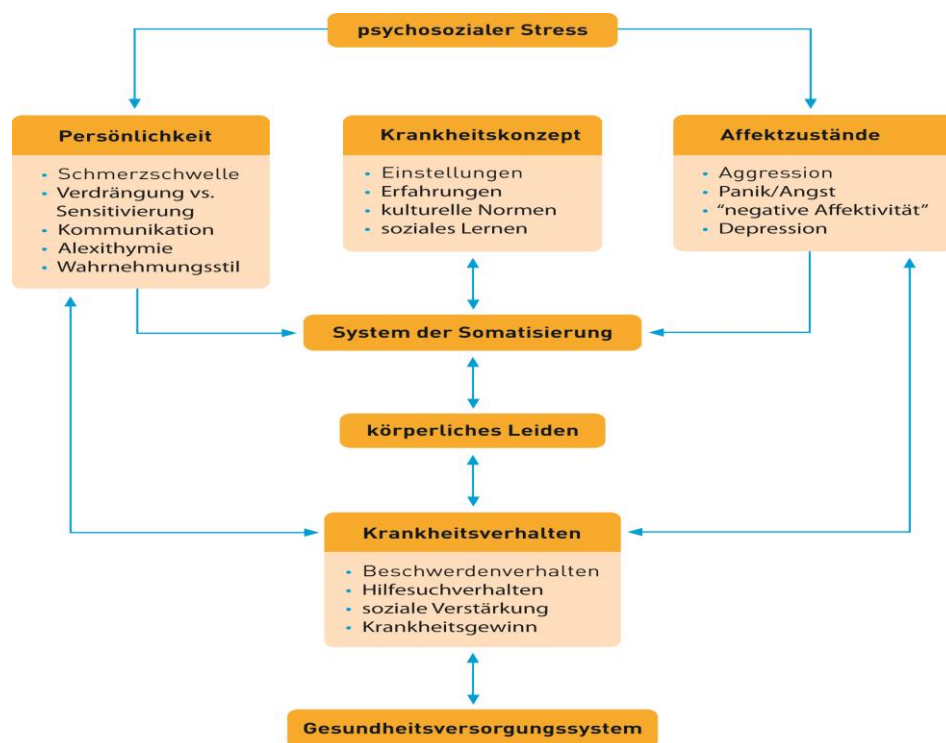 psychosozialer Stress
Persönlichkeit
• Schmerzschwelle
• Verdrängung vs.
Sensitivierung
• Kommunikation
• Alexithymie
• Wahrnehmungsstil
Krankheitskonzept
• Einstellungen
• Erfahrungen
• kulturelle Normen
• soziales Lernen
Affektzustände
• Aggression
• Panik/Angst
• “negative Affektivität”
• Depression
System der Somatisierung
körperliches Leiden
Krankheitsverhalten
• Beschwerdenverhalten
• Hilfesuchverhalten
• soziale Verstärkung
• Krankheitsgewinn
Gesundheitsversorgungssystem